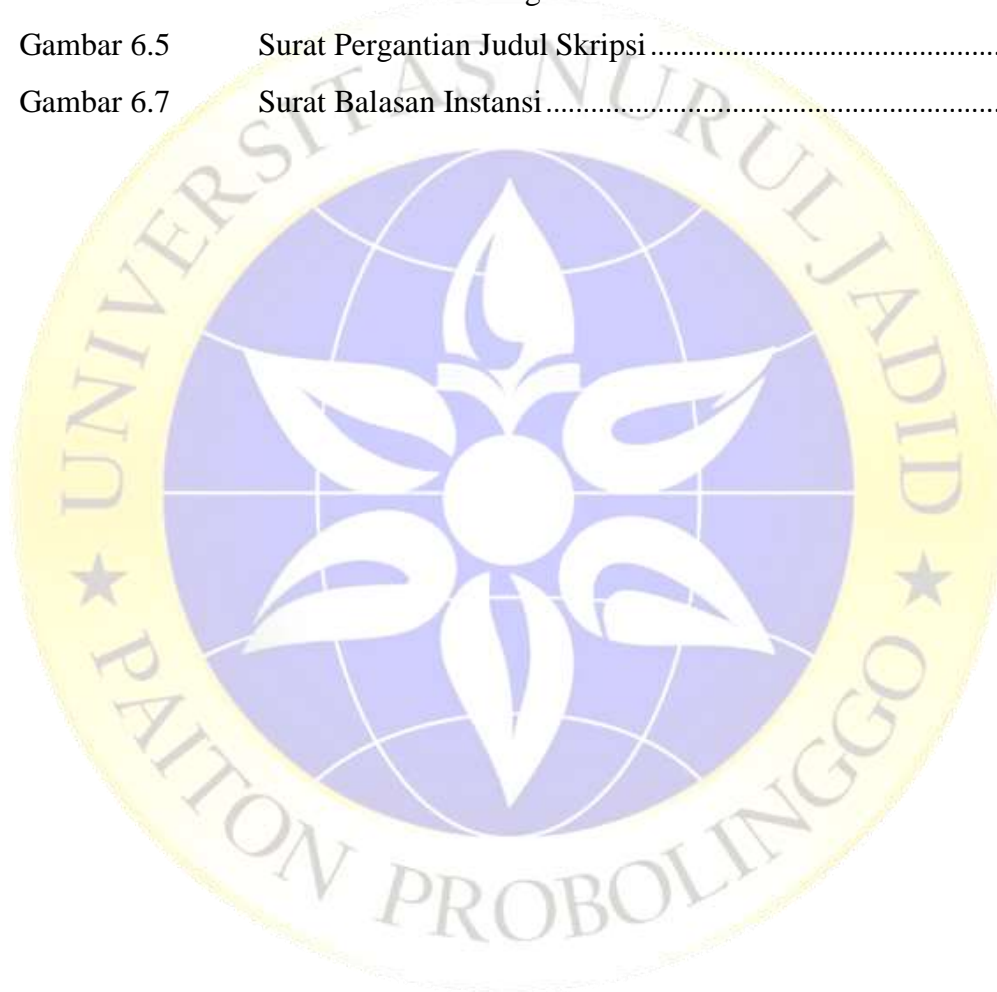 Gambar 6.5 Surat Pergantian Judul Skripsi
Gambar 6.7 Surat Balasan Instansi
UNIVERSITAS NURUL JADID
PAITON PROBOLINGGO